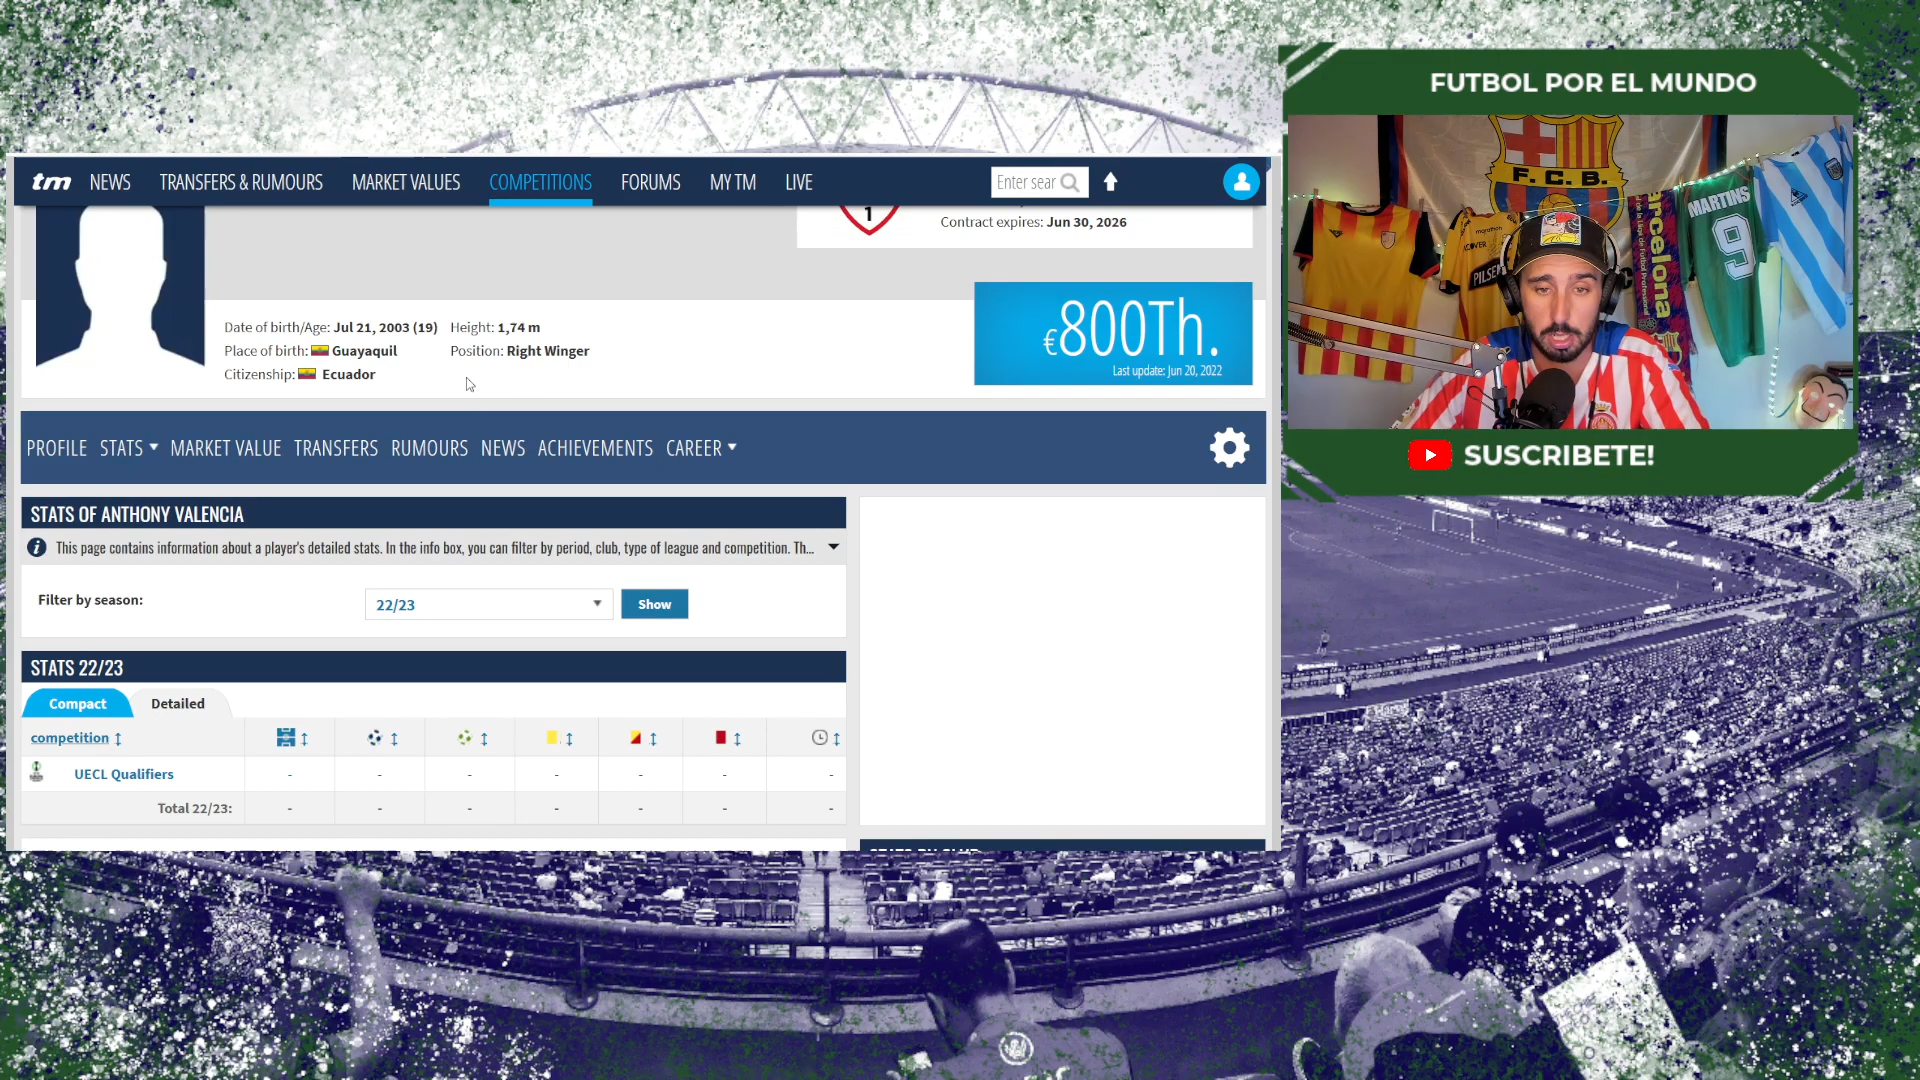 FUTBOL POR EL MUNDO
tm NEWS TRANSFERS & RUMOURS MARKET VALUES COMPETITIONS FORUMS MY TM LIVE Enter sear
F. C. B.
MARTINS
9
PILSE
1
Contract expires: Jun 30, 2026
€800Th.
Last update: Jun 20, 2022
Date of birth/Age: Jul 21, 2003 (19) Height: 1,74 m
Place of birth: Guayaquil Position: Right Winger
Citizenship: Ecuador
SUSCRIBETE!
PROFILE STATS MARKET VALUE TRANSFERS RUMOURS NEWS ACHIEVEMENTS CAREER
STATS OF ANTHONY VALENCIA
This page contains information about a player's detailed stats. In the info box, you can filter by period, club, type of league and competition. Th...
Filter by season: 22/23 Show
STATS 22/23
Compact Detailed
competition
UECL Qualifiers - - - - - - -
Total 22/23: - - - - - - -